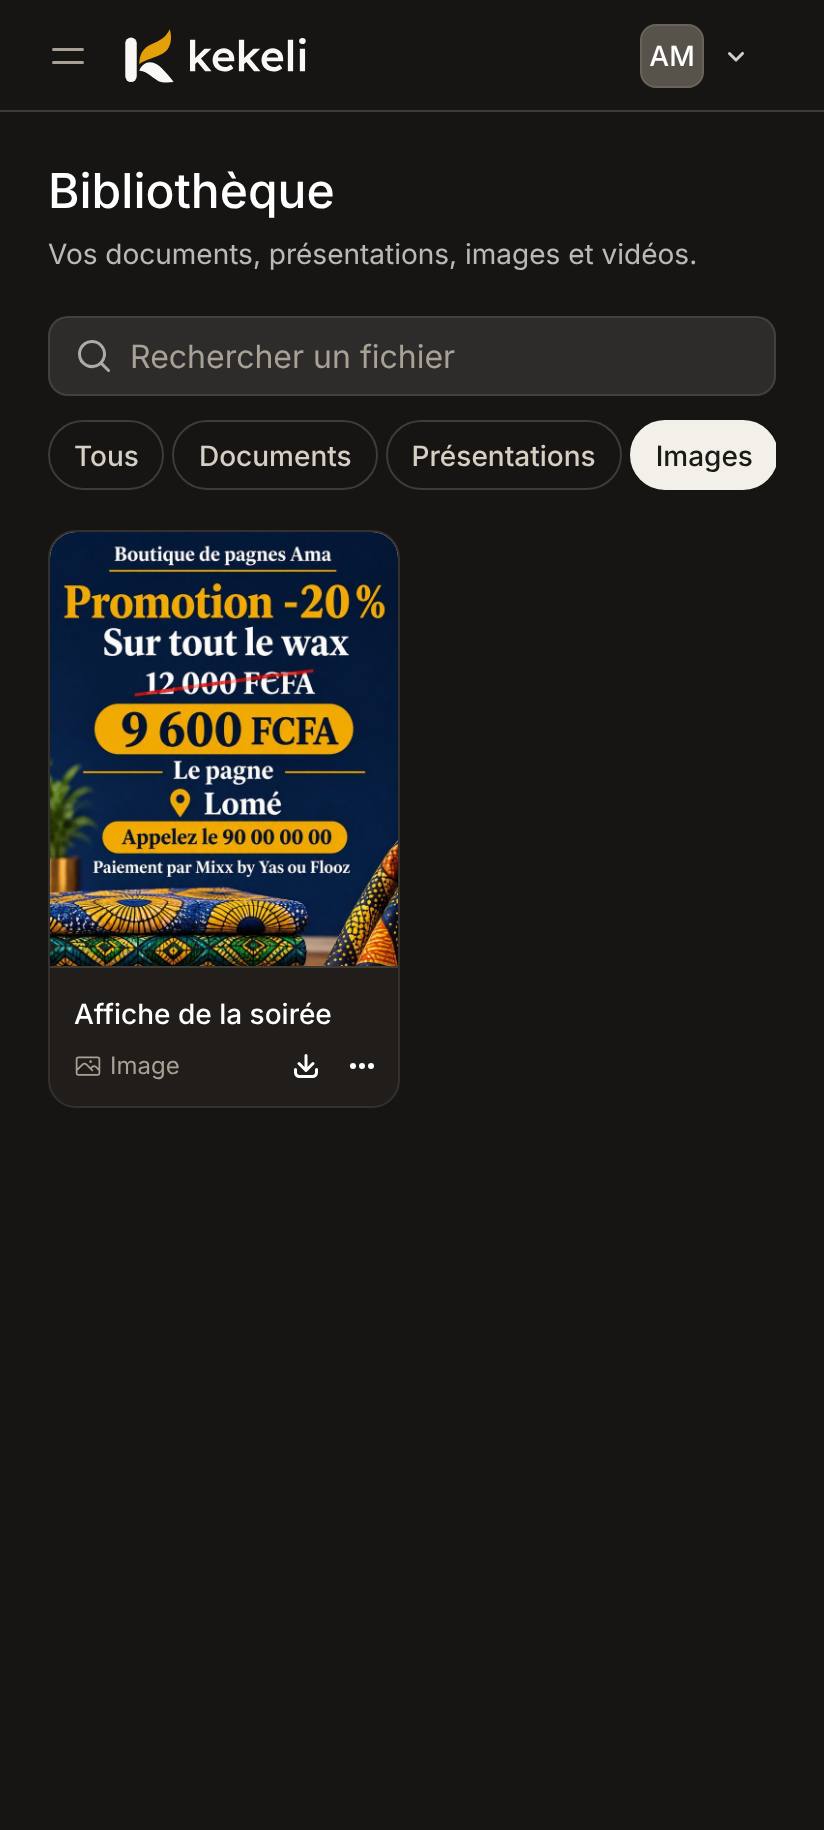 kekeli
AM
Bibliothèque
Vos documents, présentations, images et vidéos.
Rechercher un fichier
Tous
Documents
Présentations
Images
Boutique de pagnes Ama
Promotion -20%
Sur tout le wax
12 000 FCFA
9 600 FCFA
Le pagne
Lomé
Appelez le 90 00 00 00
Paiement par Mixx by Yas ou Flooz
Affiche de la soirée
Image